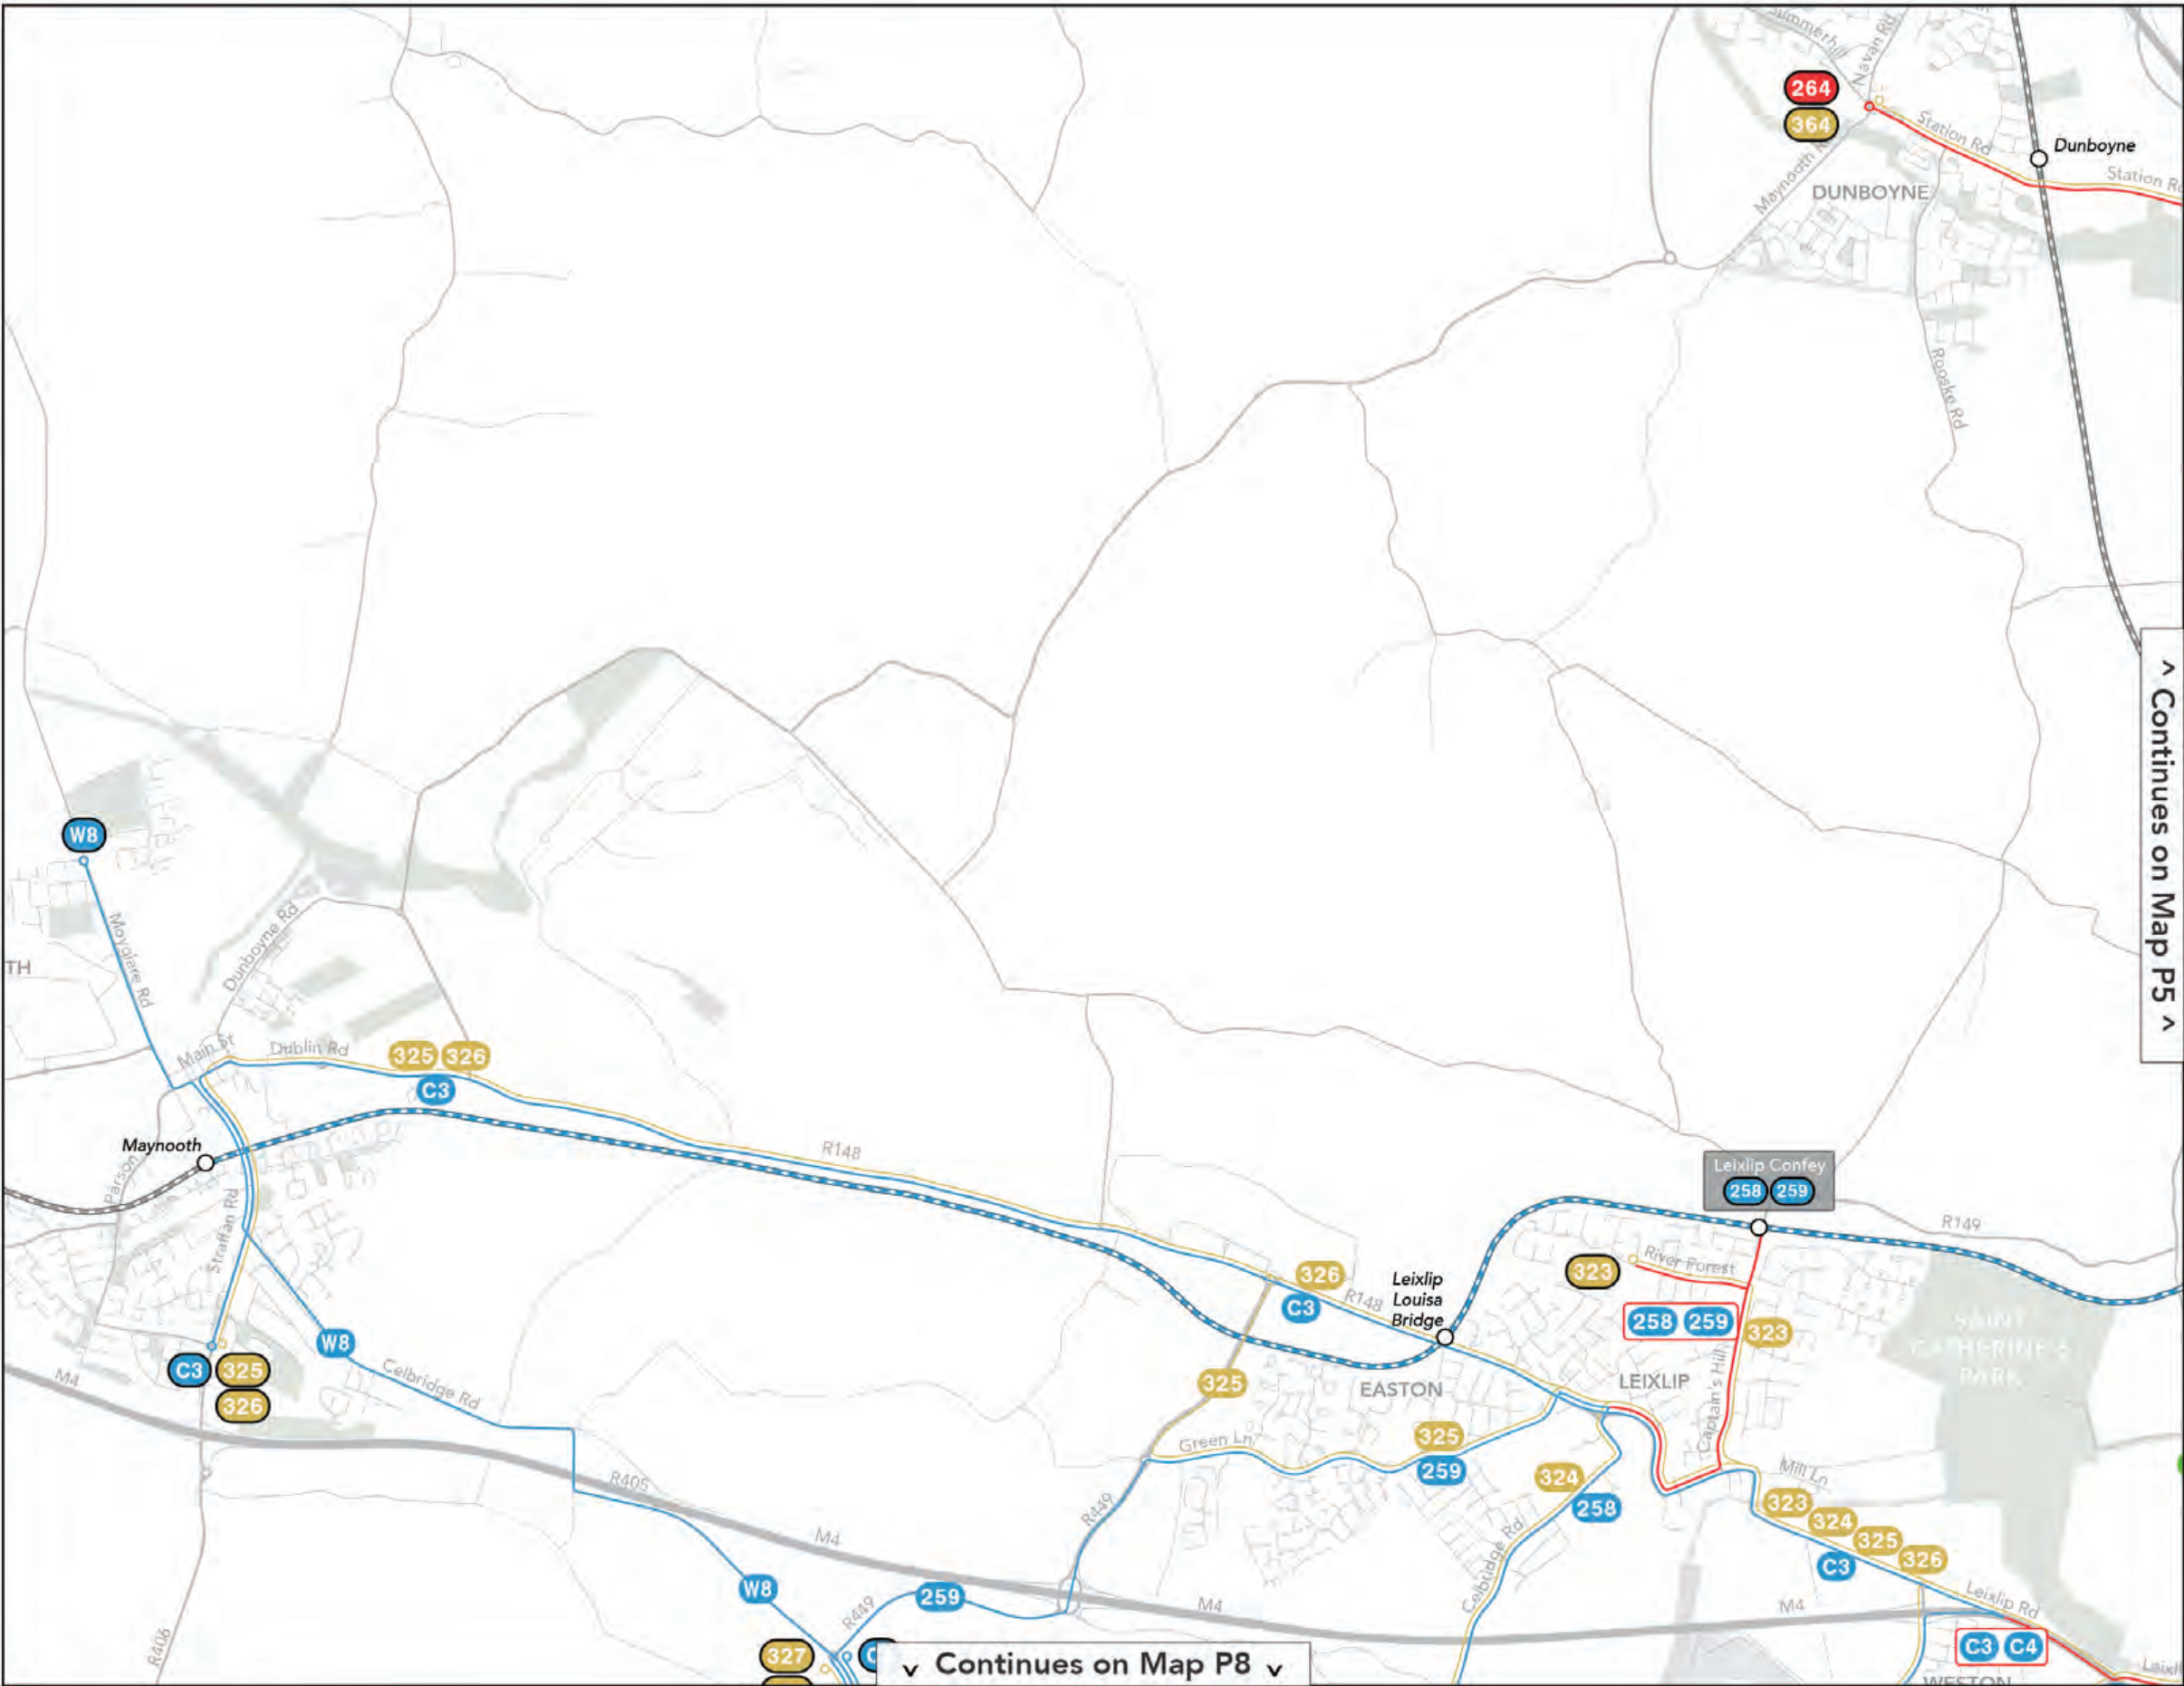 Summerhill
Navan Rd
264
364
Station Rd
Dunboyne
Station R
Maynooth R
DUNBOYNE
Rooske Rd
^ Continues on Map P5 ^
W8
Moyglare Rd
TH
Dunboyne Rd
Main St
Dublin Rd
325 326
C3
Maynooth
Parson
Straffan Rd
R148
Leixlip Confey
258 259
R149
326
C3
R148
Leixlip
Louisa
Bridge
323
River Forest
258 259
323
SAINT
CATHERINE'S
PARK
W8
C3 325
326
M4
Celbridge Rd
325
EASTON
LEIXLIP
Captain's Hill
Green Ln
325
259
324
258
Mill Ln
323
324
325
326
C3
R405
M4
R449
Celbridge Rd
W8
R449
259
M4
M4
Leixlip Rd
C3 C4
R406
327
C
v Continues on Map P8 v
WESTON
Leixl